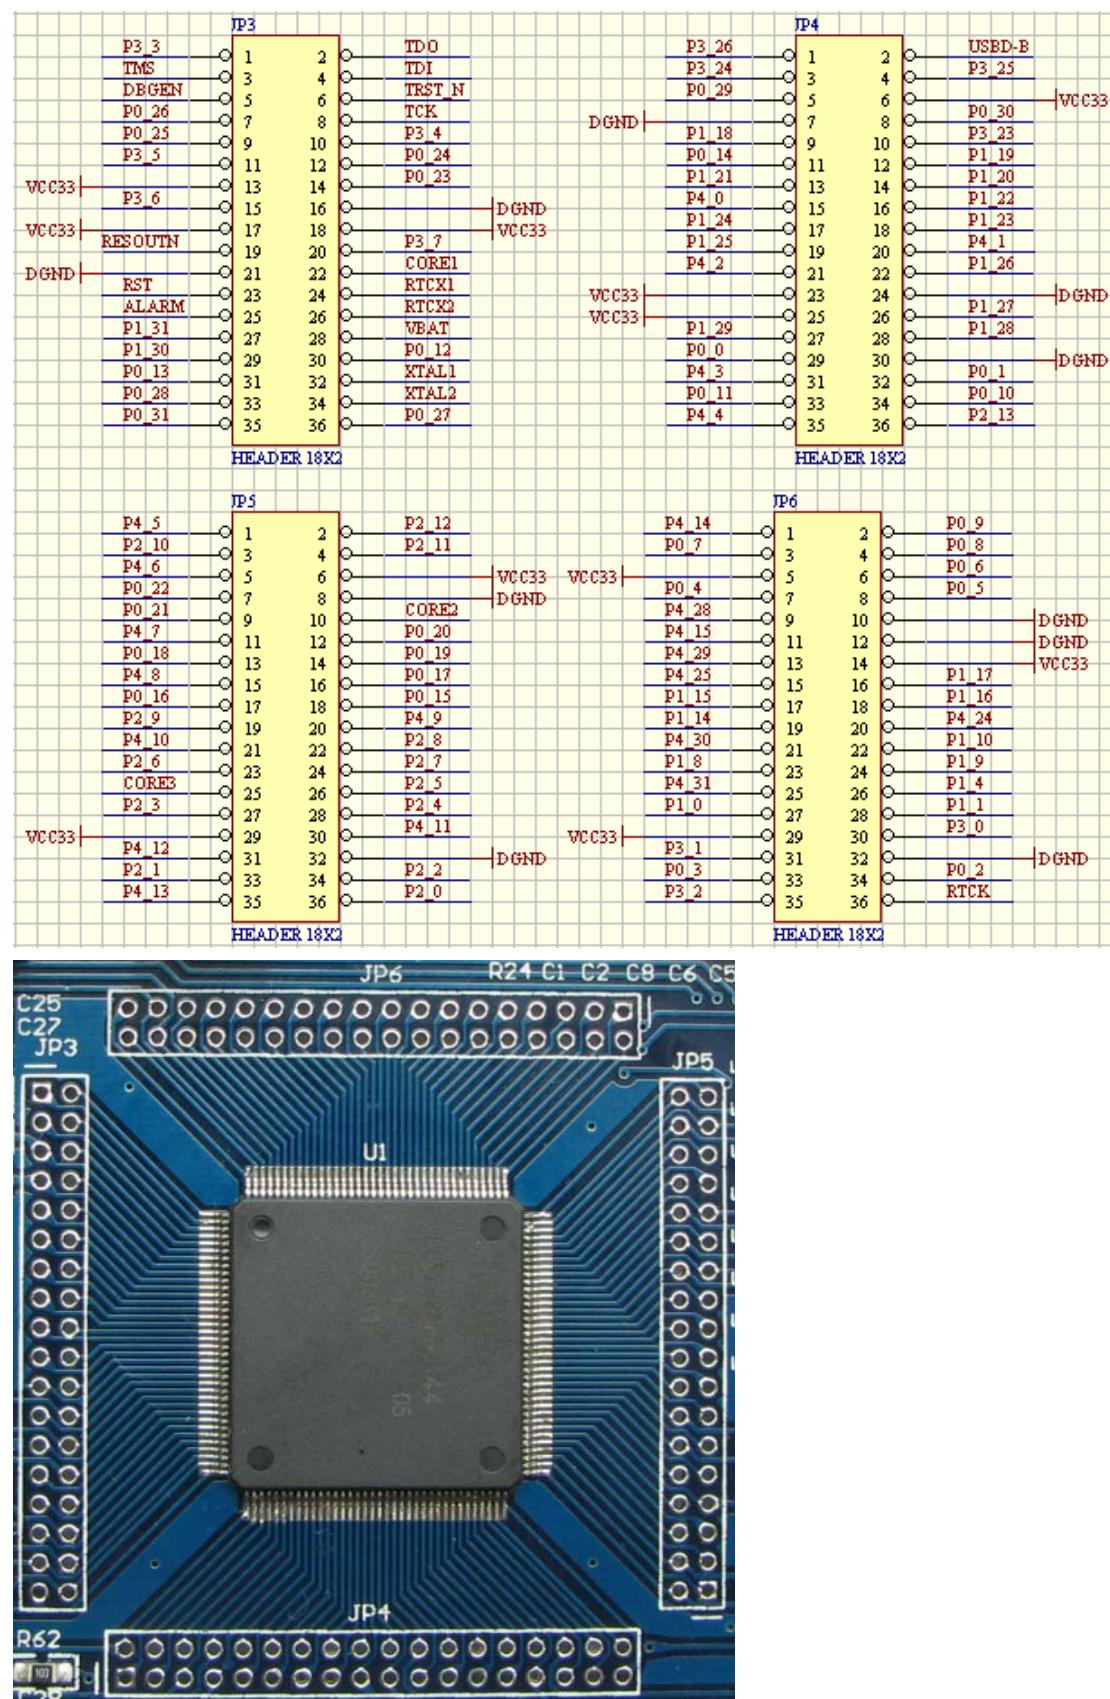 JP3
P3_3 1 2 TDO
TMS 3 4 TDI
DBGEN 5 6 TRST_N
P0_26 7 8 TCK
P0_25 9 10 P3_4
P3_5 11 12 P0_24
VCC33 13 14 P0_23
P3_6 15 16 DGND
VCC33 17 18 VCC33
RESOUTN 19 20 P3_7
DGND 21 22 CORE1
RST 23 24 RTCX1
ALARM 25 26 RTCX2
P1_31 27 28 VBAT
P1_30 29 30 P0_12
P0_13 31 32 XTAL1
P0_28 33 34 XTAL2
P0_31 35 36 P0_27
HEADER 18X2
JP4
P3_26 1 2 USBD-B
P3_24 3 4 P3_25
P0_29 5 6 VCC33
DGND 7 8 P0_30
P1_18 9 10 P3_23
P0_14 11 12 P1_19
P1_21 13 14 P1_20
P4_0 15 16 P1_22
P1_24 17 18 P1_23
P1_25 19 20 P4_1
P4_2 21 22 P1_26
VCC33 23 24 DGND
VCC33 25 26 P1_27
P1_29 27 28 P1_28
P0_0 29 30 DGND
P4_3 31 32 P0_1
P0_11 33 34 P0_10
P4_4 35 36 P2_13
HEADER 18X2
JP5
P4_5 1 2 P2_12
P2_10 3 4 P2_11
P4_6 5 6 VCC33
P0_22 7 8 DGND
P0_21 9 10 CORE2
P4_7 11 12 P0_20
P0_18 13 14 P0_19
P4_8 15 16 P0_17
P0_16 17 18 P0_15
P2_9 19 20 P4_9
P4_10 21 22 P2_8
P2_6 23 24 P2_7
CORE3 25 26 P2_5
P2_3 27 28 P2_4
VCC33 29 30 P4_11
P4_12 31 32 DGND
P2_1 33 34 P2_2
P4_13 35 36 P2_0
HEADER 18X2
JP6
P4_14 1 2 P0_9
P0_7 3 4 P0_8
VCC33 5 6 P0_6
P0_4 7 8 P0_5
P4_28 9 10 DGND
P4_15 11 12 DGND
P4_29 13 14 VCC33
P4_25 15 16 P1_17
P1_15 17 18 P1_16
P1_14 19 20 P4_24
P4_30 21 22 P1_10
P1_8 23 24 P1_9
P4_31 25 26 P1_4
P1_0 27 28 P1_1
VCC33 29 30 P3_0
P3_1 31 32 DGND
P0_3 33 34 P0_2
P3_2 35 36 RTCK
HEADER 18X2
JP6 R24 C1 C2 C8 C6 C5
C25
C27
JP3
JP5
U1
44
05
JP4
R62
103
C28